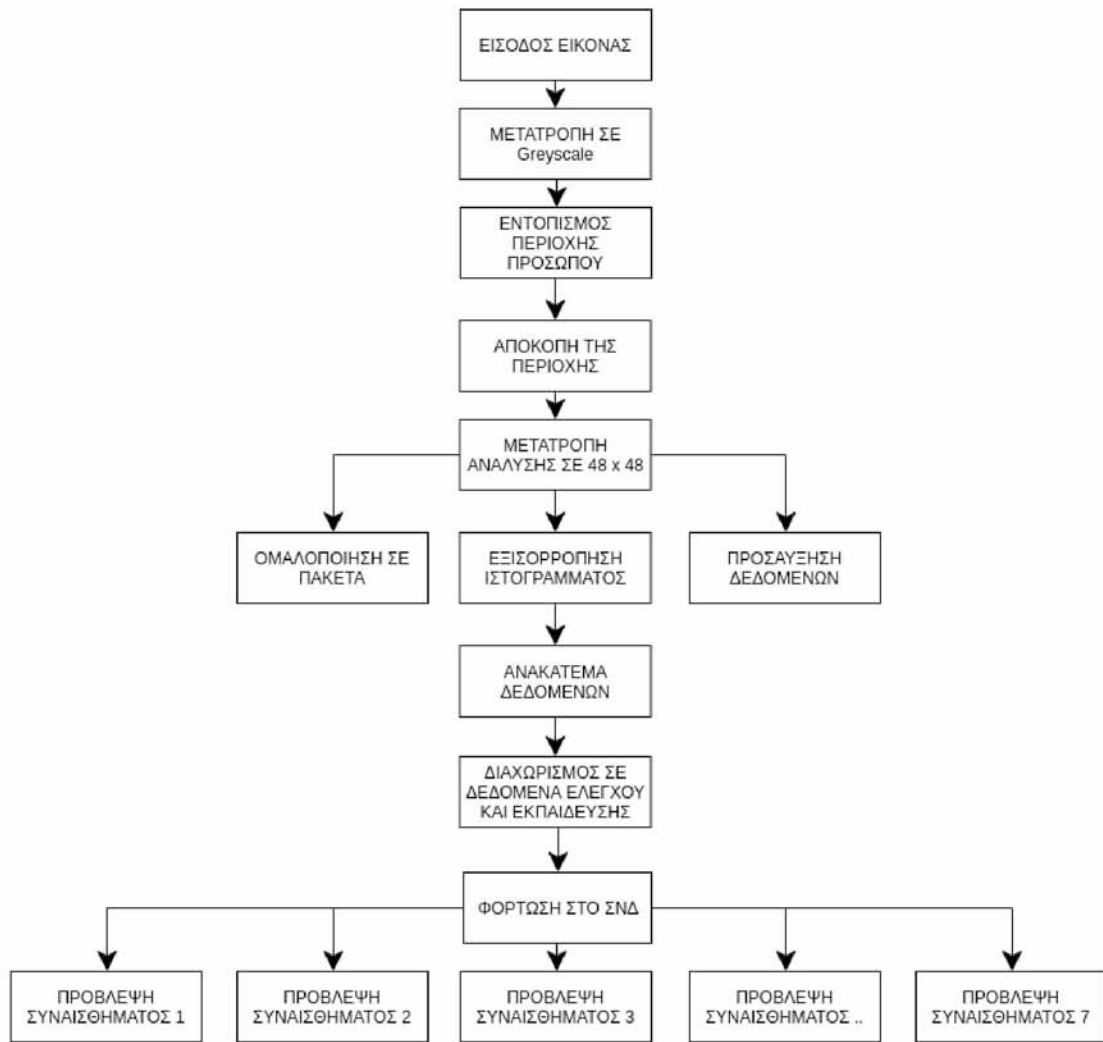 ΕΙΣΟΔΟΣ ΕΙΚΟΝΑΣ
ΜΕΤΑΤΡΟΠΗ ΣΕ
Greyscale
ΕΝΤΟΠΙΣΜΟΣ
ΠΕΡΙΟΧΗΣ
ΠΡΟΣΩΠΟΥ
ΑΠΟΚΟΠΗ ΤΗΣ
ΠΕΡΙΟΧΗΣ
ΜΕΤΑΤΡΟΠΗ
ΑΝΑΛΥΣΗΣ ΣΕ 48 x 48
ΟΜΑΛΟΠΟΙΗΣΗ ΣΕ
ΠΑΚΕΤΑ
ΕΞΙΣΟΡΡΟΠΗΣΗ
ΙΣΤΟΓΡΑΜΜΑΤΟΣ
ΠΡΟΣΑΥΞΗΣΗ
ΔΕΔΟΜΕΝΩΝ
ΑΝΑΚΑΤΕΜΑ
ΔΕΔΟΜΕΝΩΝ
ΔΙΑΧΩΡΙΣΜΟΣ ΣΕ
ΔΕΔΟΜΕΝΑ ΕΛΕΓΧΟΥ
ΚΑΙ ΕΚΠΑΙΔΕΥΣΗΣ
ΦΟΡΤΩΣΗ ΣΤΟ ΣΝΔ
ΠΡΟΒΛΕΨΗ
ΣΥΝΑΙΣΘΗΜΑΤΟΣ 1
ΠΡΟΒΛΕΨΗ
ΣΥΝΑΙΣΘΗΜΑΤΟΣ 2
ΠΡΟΒΛΕΨΗ
ΣΥΝΑΙΣΘΗΜΑΤΟΣ 3
ΠΡΟΒΛΕΨΗ
ΣΥΝΑΙΣΘΗΜΑΤΟΣ ..
ΠΡΟΒΛΕΨΗ
ΣΥΝΑΙΣΘΗΜΑΤΟΣ 7